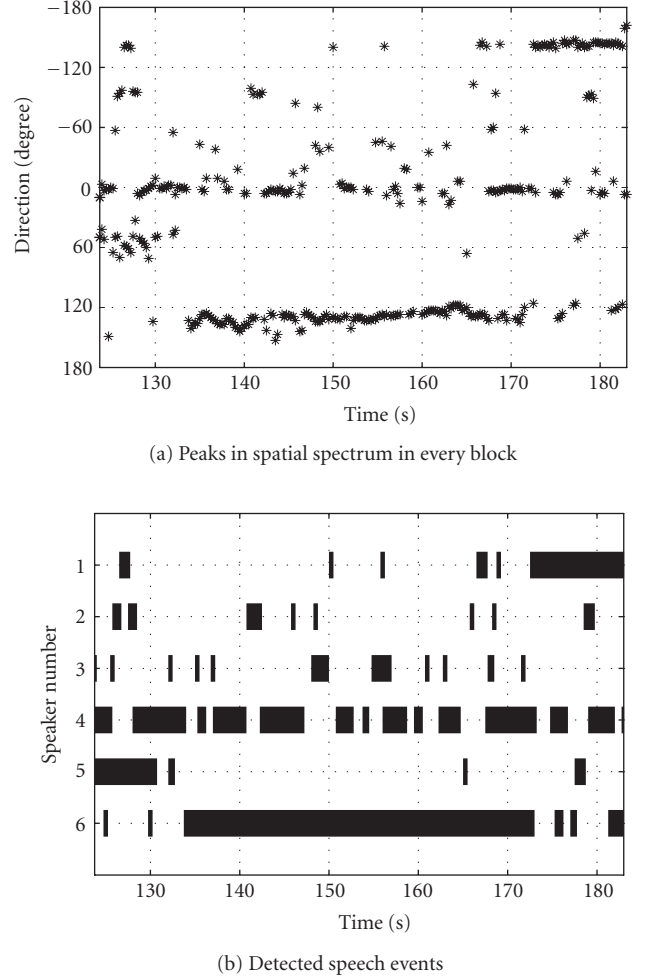 −180
−120
−60
0
60
120
180
Direction (degree)
130 140 150 160 170 180
Time (s)
(a) Peaks in spatial spectrum in every block
1
2
3
4
5
6
Speaker number
130 140 150 160 170 180
Time (s)
(b) Detected speech events